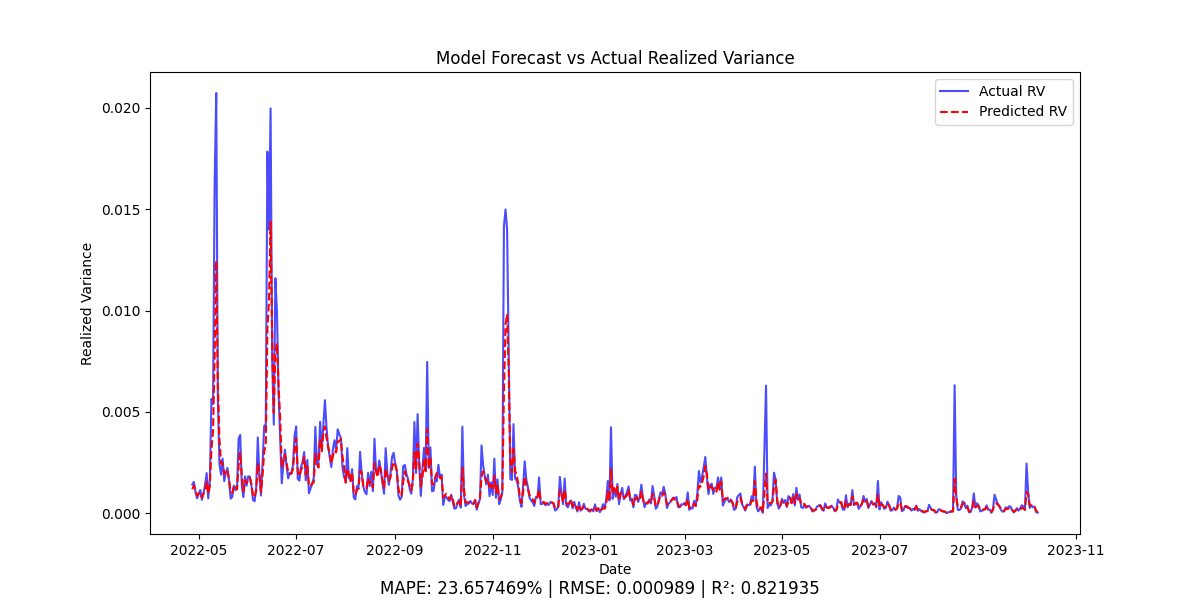 Model Forecast vs Actual Realized Variance
Actual RV
Predicted RV
0.020
0.015
0.010
0.005
0.000
Realized Variance
2022-05 2022-07 2022-09 2022-11 2023-01 2023-03 2023-05 2023-07 2023-09 2023-11
Date
MAPE: 23.657469% | RMSE: 0.000989 | R²: 0.821935